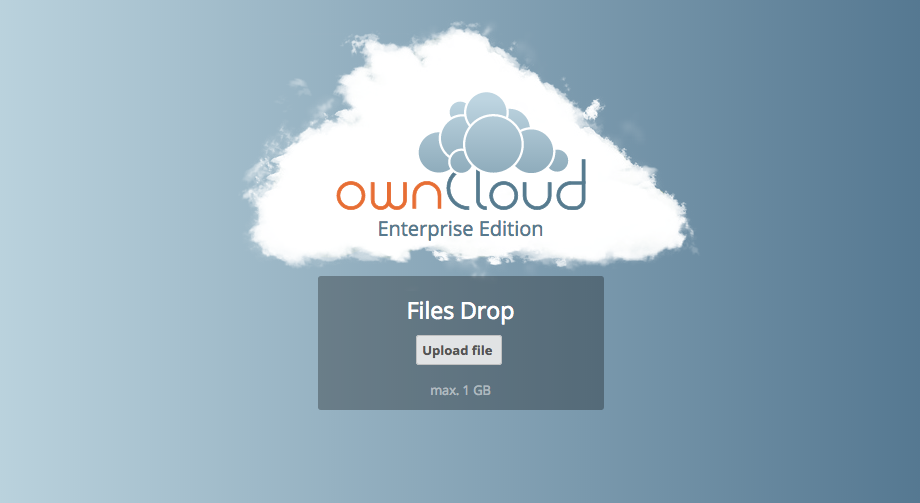 ownCloud
Enterprise Edition
Files Drop
Upload file
max. 1 GB